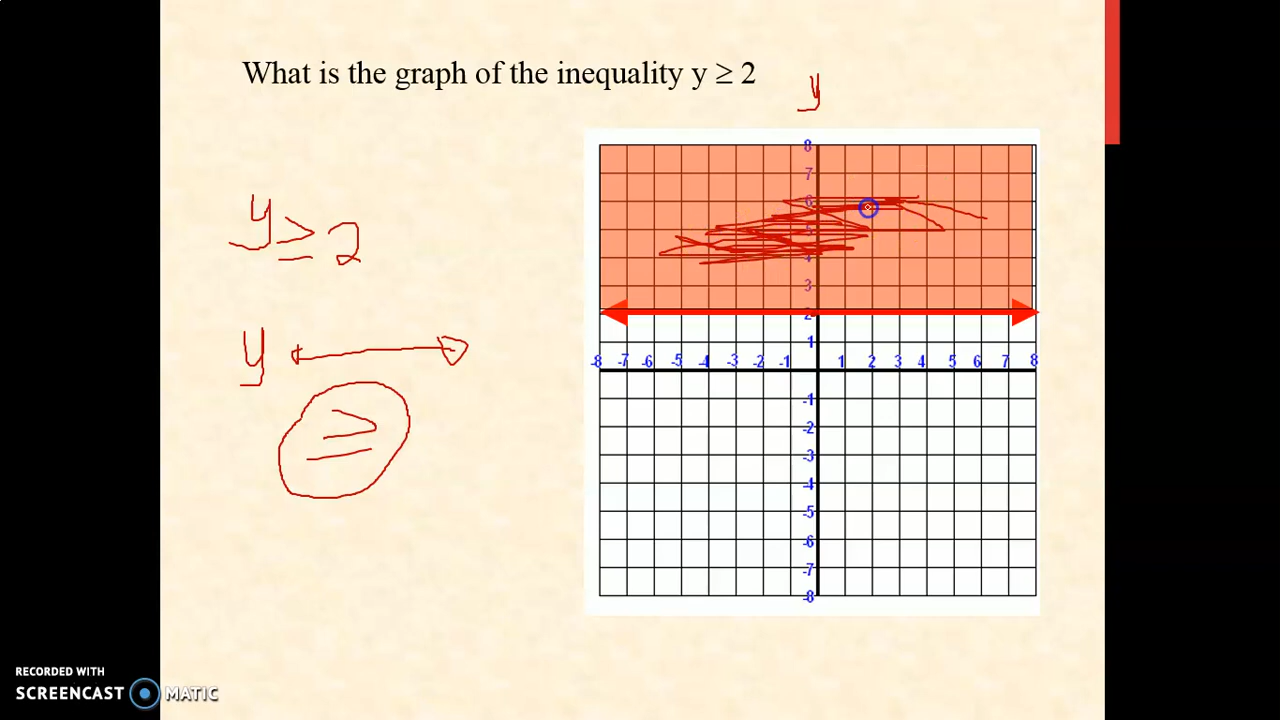 What is the graph of the inequality y ≥ 2
y
y ≥ 2
y
≥
8
7
6
5
4
3
2
1
-8 -7 -6 -5 -4 -3 -2 -1 1 2 3 4 5 6 7 8
-1
-2
-3
-4
-5
-6
-7
-8
RECORDED WITH
SCREENCAST MATIC